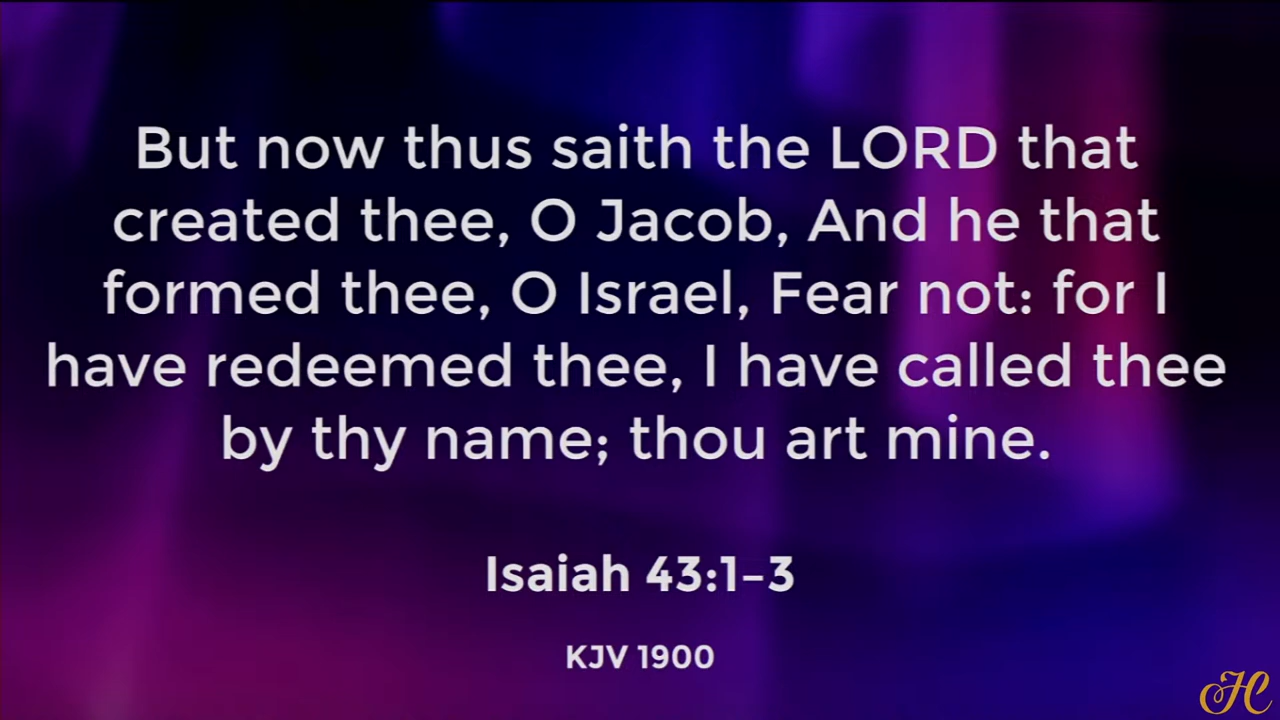 But now thus saith the LORD that
created thee, O Jacob, And he that
formed thee, O Israel, Fear not: for I
have redeemed thee, I have called thee
by thy name; thou art mine.
Isaiah 43:1–3
KJV 1900
HC